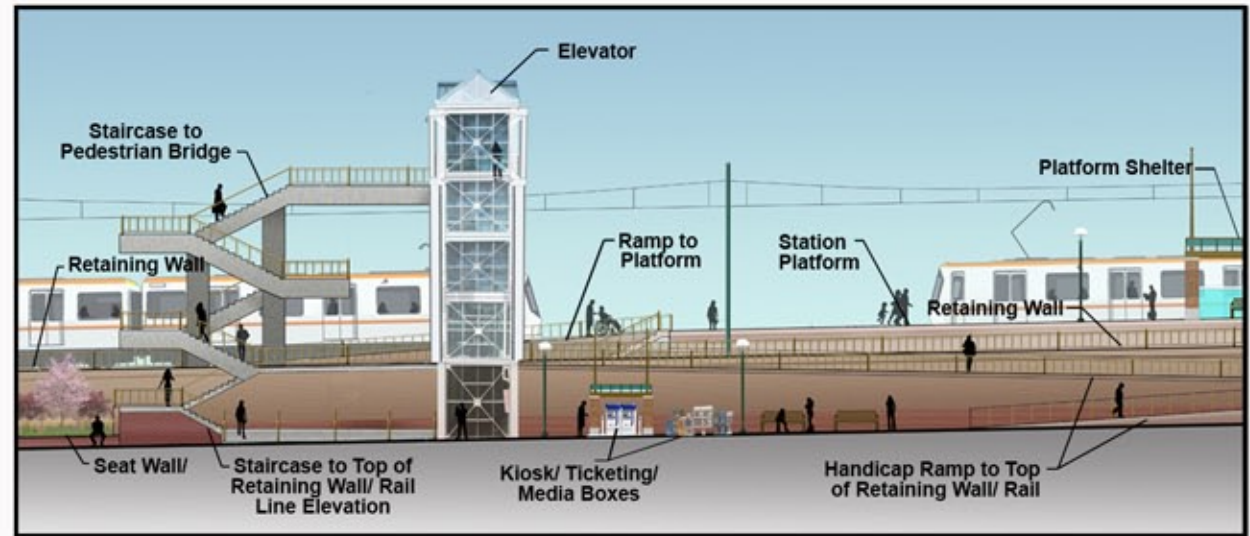 Elevator
Staircase to
Pedestrian Bridge
Platform Shelter
Retaining Wall
Ramp to
Platform
Station
Platform
Retaining Wall
Seat Wall/
Staircase to Top of
Retaining Wall/ Rail
Line Elevation
Kiosk/ Ticketing/
Media Boxes
Handicap Ramp to Top
of Retaining Wall/ Rail